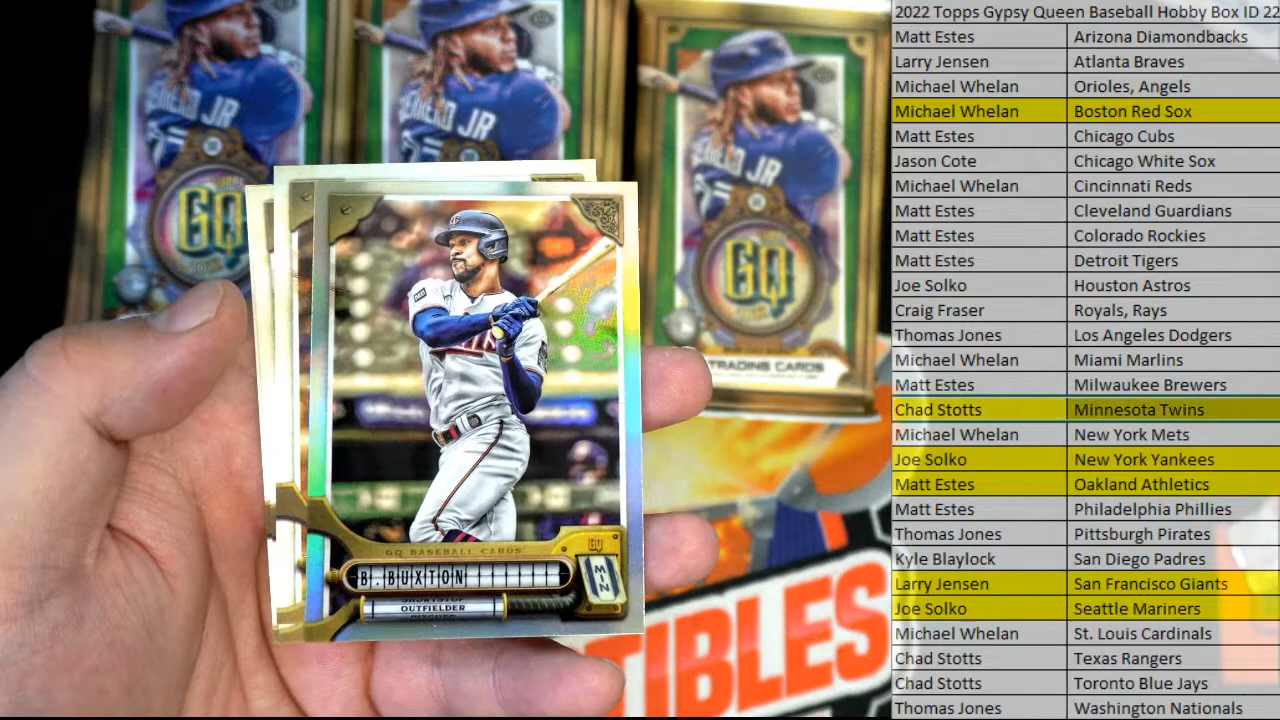 2022 Topps Gypsy Queen Baseball Hobby Box ID 22
Matt Estes Arizona Diamondbacks
Larry Jensen Atlanta Braves
Michael Whelan Orioles, Angels
Michael Whelan Boston Red Sox
Matt Estes Chicago Cubs
Jason Cote Chicago White Sox
Michael Whelan Cincinnati Reds
Matt Estes Cleveland Guardians
Matt Estes Colorado Rockies
Matt Estes Detroit Tigers
Joe Solko Houston Astros
Craig Fraser Royals, Rays
Thomas Jones Los Angeles Dodgers
Michael Whelan Miami Marlins
Matt Estes Milwaukee Brewers
Chad Stotts Minnesota Twins
Michael Whelan New York Mets
Joe Solko New York Yankees
Matt Estes Oakland Athletics
Matt Estes Philadelphia Phillies
Thomas Jones Pittsburgh Pirates
Kyle Blaylock San Diego Padres
Larry Jensen San Francisco Giants
Joe Solko Seattle Mariners
Michael Whelan St. Louis Cardinals
Chad Stotts Texas Rangers
Chad Stotts Toronto Blue Jays
Thomas Jones Washington Nationals
GQ
GQ
TRADING CARDS
GQ BASEBALL CARDS
GQ
B. BUXTON
MIN
SHORTSTOP
OUTFIELDER
PITCHER
TIBLES